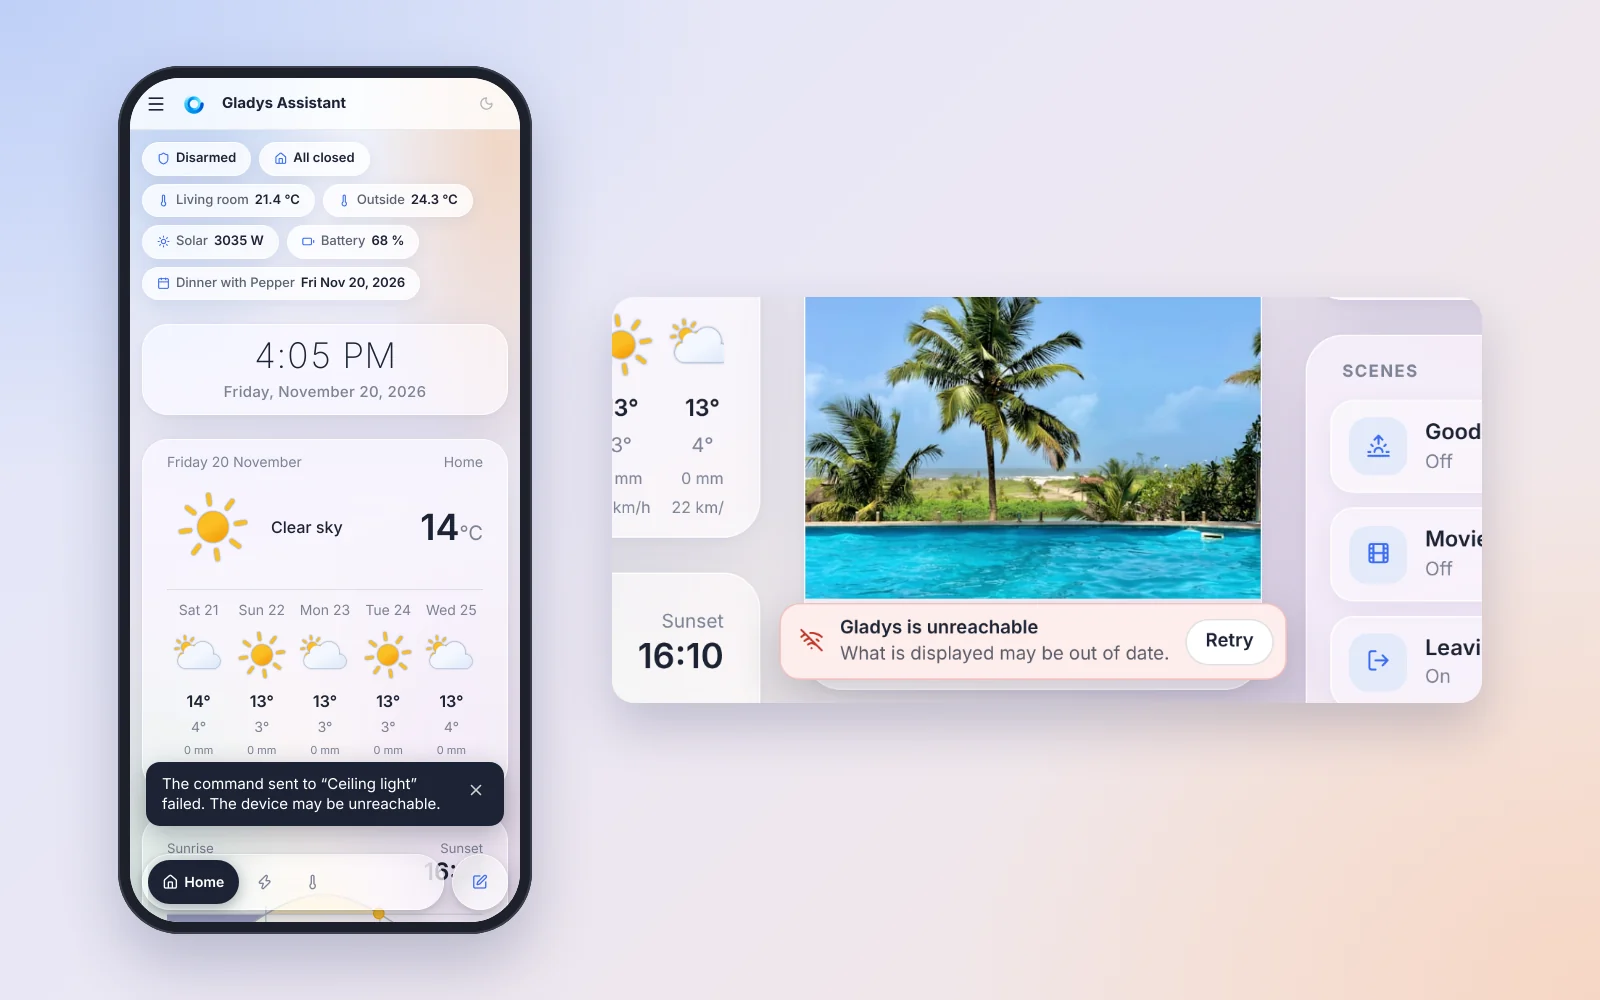 Gladys Assistant
Disarmed
All closed
Living room 21.4 °C
Outside 24.3 °C
Solar 3035 W
Battery 68 %
Dinner with Pepper Fri Nov 20, 2026
4:05 PM
Friday, November 20, 2026
Friday 20 November
Home
Clear sky
14°C
Sat 21 Sun 22 Mon 23 Tue 24 Wed 25
14° 13° 13° 13° 13°
4° 3° 3° 3° 4°
0 mm 0 mm 0 mm 0 mm 0 mm
The command sent to “Ceiling light”
failed. The device may be unreachable.
Sunrise
Sunset
16:
Home
3° 13°
3° 4°
mm 0 mm
km/h 22 km/
Sunset
16:10
Gladys is unreachable
What is displayed may be out of date.
Retry
SCENES
Good
Off
Movie
Off
Leavi
On